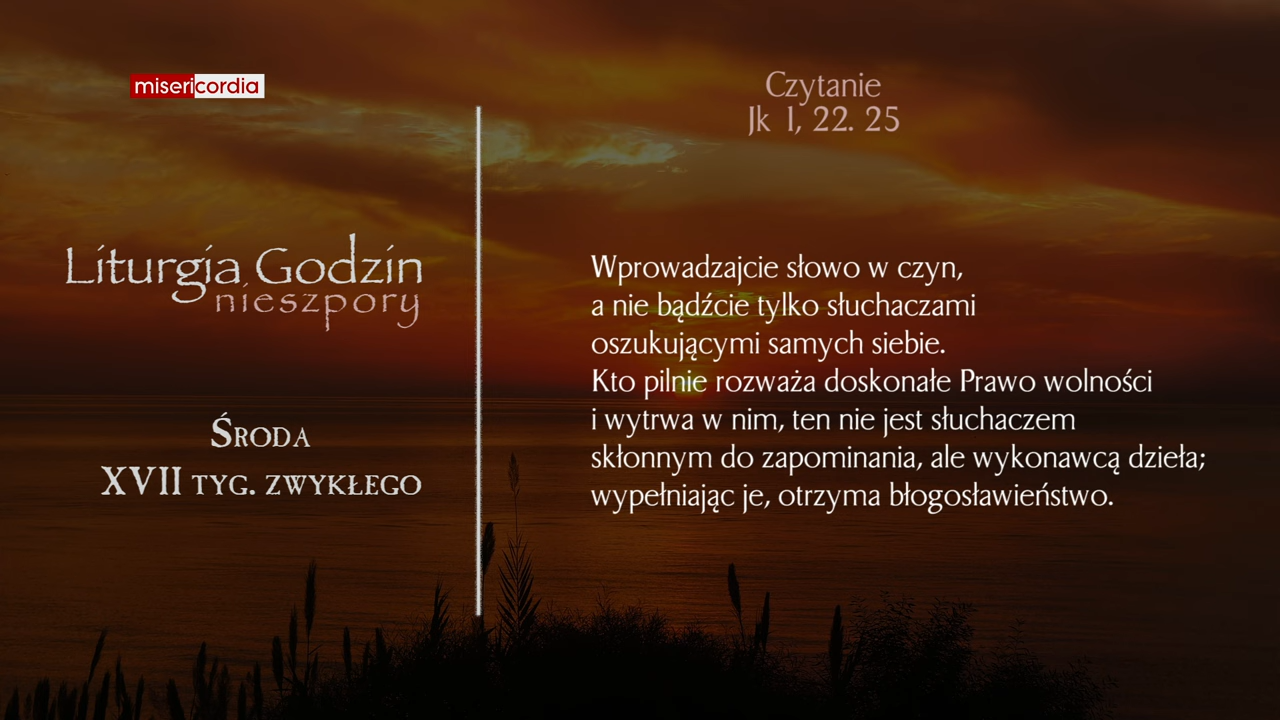 misericordia
Liturgia Godzin
nieszpory
Środa
XVII tyg. zwykłego
Czytanie
Jk 1, 22. 25
Wprowadzajcie słowo w czyn,
a nie bądźcie tylko słuchaczami
oszukującymi samych siebie.
Kto pilnie rozważa doskonałe Prawo wolności
i wytrwa w nim, ten nie jest słuchaczem
skłonnym do zapominania, ale wykonawcą dzieła;
wypełniając je, otrzyma błogosławieństwo.